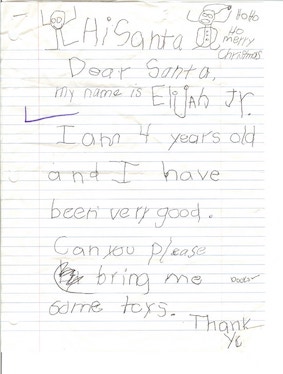 Hi Santa
HoHo
Ho
merry
Christmas
Dear Santa,
my name is Elijah Jr.
I am 4 years old
and I have
been very good.
Can you please
bring me
some toys.
Thank
Yo